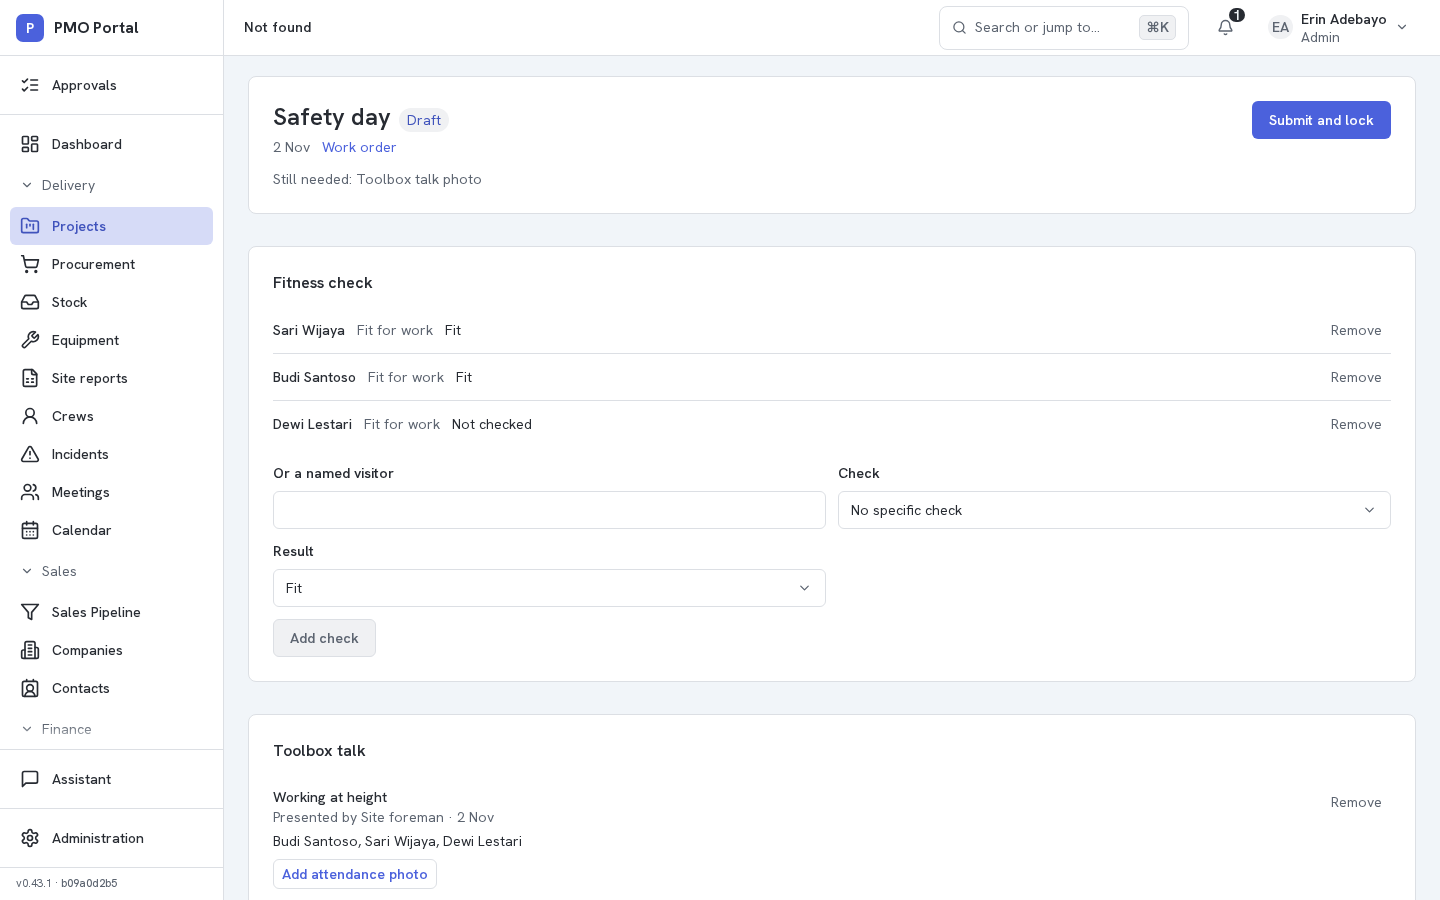 P PMO Portal
Not found
Search or jump to...
⌘K
1
EA
Erin Adebayo
Admin
Approvals
Dashboard
Delivery
Projects
Procurement
Stock
Equipment
Site reports
Crews
Incidents
Meetings
Calendar
Sales
Sales Pipeline
Companies
Contacts
Finance
Assistant
Administration
v0.43.1 · b09a0d2b5
Safety day Draft
Submit and lock
2 Nov Work order
Still needed: Toolbox talk photo
Fitness check
Sari Wijaya Fit for work Fit Remove
Budi Santoso Fit for work Fit Remove
Dewi Lestari Fit for work Not checked Remove
Or a named visitor
Check
No specific check
Result
Fit
Add check
Toolbox talk
Working at height
Remove
Presented by Site foreman · 2 Nov
Budi Santoso, Sari Wijaya, Dewi Lestari
Add attendance photo